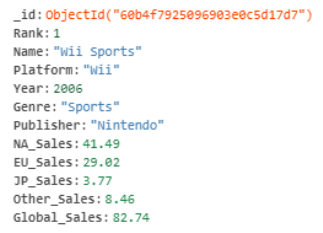 _id: ObjectId("60b4f7925096903e0c5d17d7")
Rank: 1
Name: "Wii Sports"
Platform: "Wii"
Year: 2006
Genre: "Sports"
Publisher: "Nintendo"
NA_Sales: 41.49
EU_Sales: 29.02
JP_Sales: 3.77
Other_Sales: 8.46
Global_Sales: 82.74